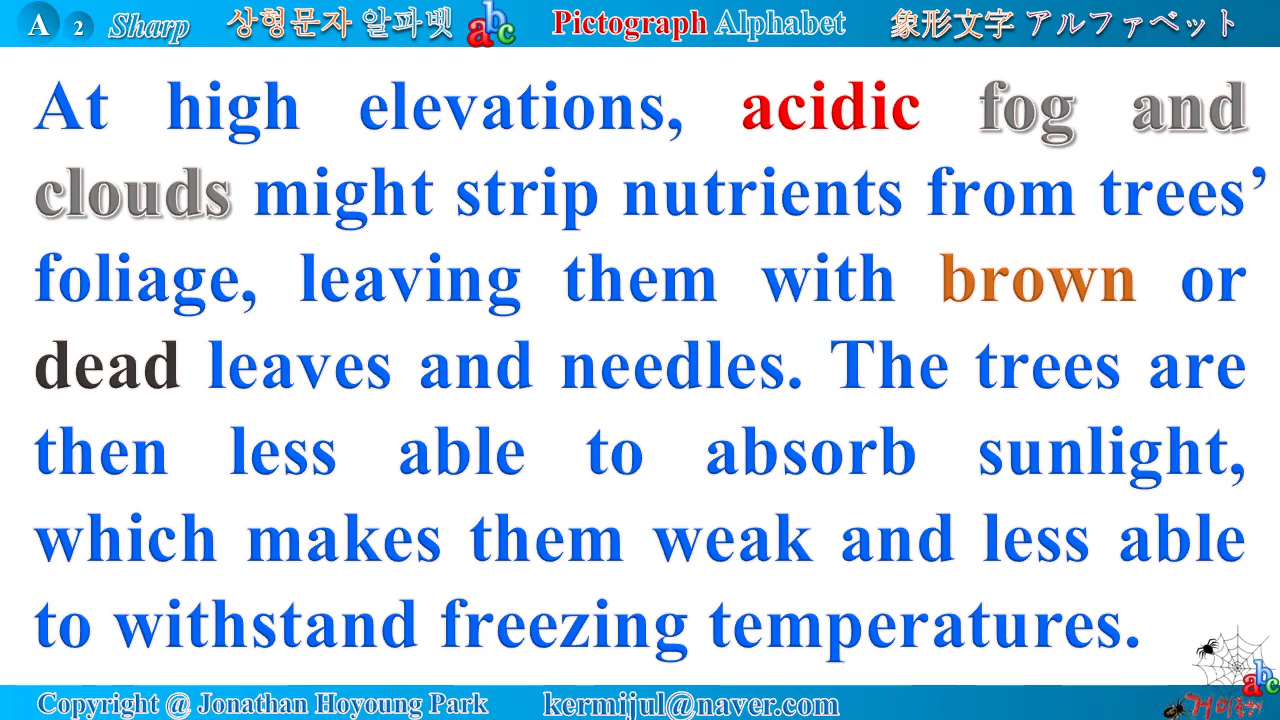 A 2 Sharp 상형문자 알파벳 abc Pictograph Alphabet 象形文字 アルファベット
At high elevations, acidic fog and
clouds might strip nutrients from trees’
foliage, leaving them with brown or
dead leaves and needles. The trees are
then less able to absorb sunlight,
which makes them weak and less able
to withstand freezing temperatures.
abc
Copyright @ Jonathan Hoyoung Park kermijul@naver.com